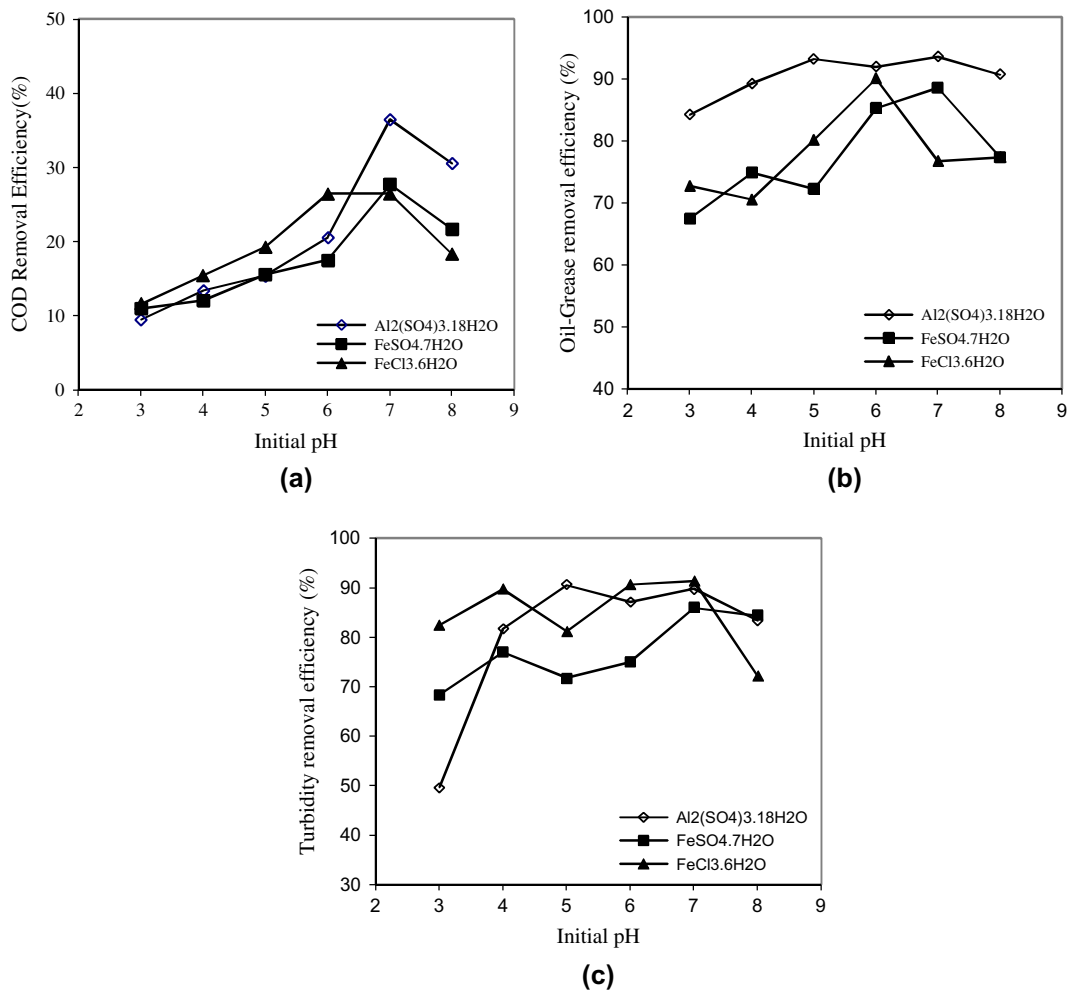 50
40
30
20
10
0
COD Removal Efficiency(%)
Al2(SO4)3.18H2O
FeSO4.7H2O
FeCl3.6H2O
2 3 4 5 6 7 8 9
Initial pH
(a)
100
90
80
70
60
50
40
Oil-Grease removal efficiency (%)
Al2(SO4)3.18H2O
FeSO4.7H2O
FeCl3.6H2O
2 3 4 5 6 7 8 9
Initial pH
(b)
100
90
80
70
60
50
40
30
Turbidity removal efficiency (%)
Al2(SO4)3.18H2O
FeSO4.7H2O
FeCl3.6H2O
2 3 4 5 6 7 8 9
Initial pH
(c)